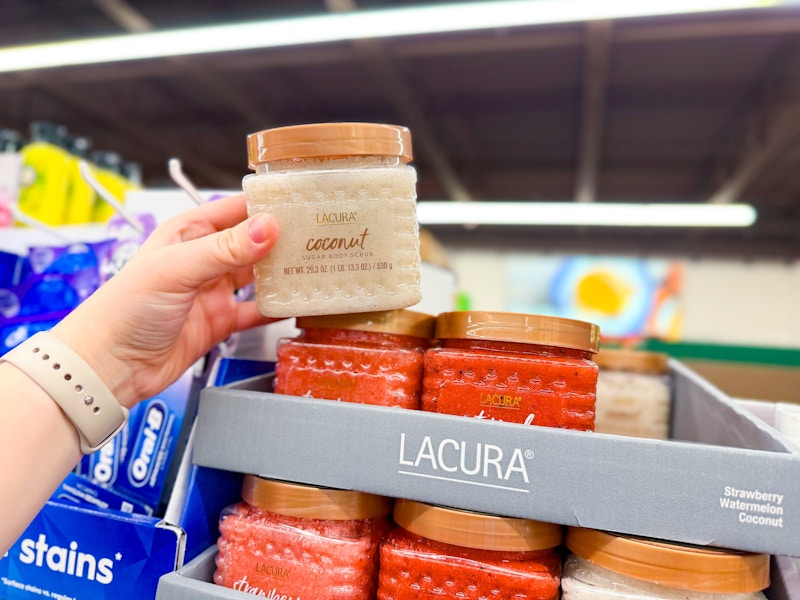 LACURA®
coconut
SUGAR BODY SCRUB
NET WT. 29.3 OZ. (1 LB. 13.3 OZ.) / 830 g
LACURA
LACURA®
Strawberry
Watermelon
Coconut
Oral-B
Oral-B
stains*
LACURA